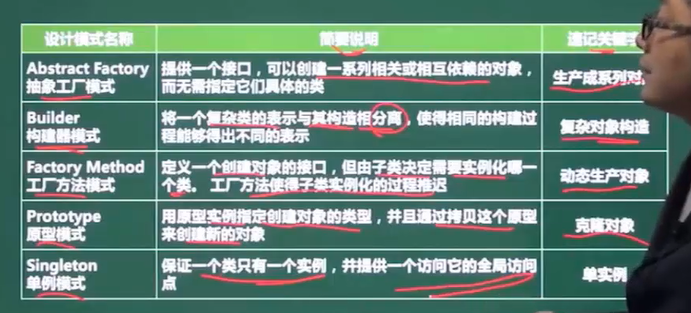 设计模式名称
简要说明
速记关键字
Abstract Factory
抽象工厂模式
提供一个接口，可以创建一系列相关或相互依赖的对象，
而无需指定它们具体的类
生产成系列对
Builder
构建器模式
将一个复杂类的表示与其构造相分离，使得相同的构建过
程能够得出不同的表示
复杂对象构造
Factory Method
工厂方法模式
定义一个创建对象的接口，但由子类决定需要实例化哪一
个类。 工厂方法使得子类实例化的过程推迟
动态生产对象
Prototype
原型模式
用原型实例指定创建对象的类型，并且通过拷贝这个原型
来创建新的对象
克隆对象
Singleton
单例模式
保证一个类只有一个实例，并提供一个访问它的全局访问
点
单实例